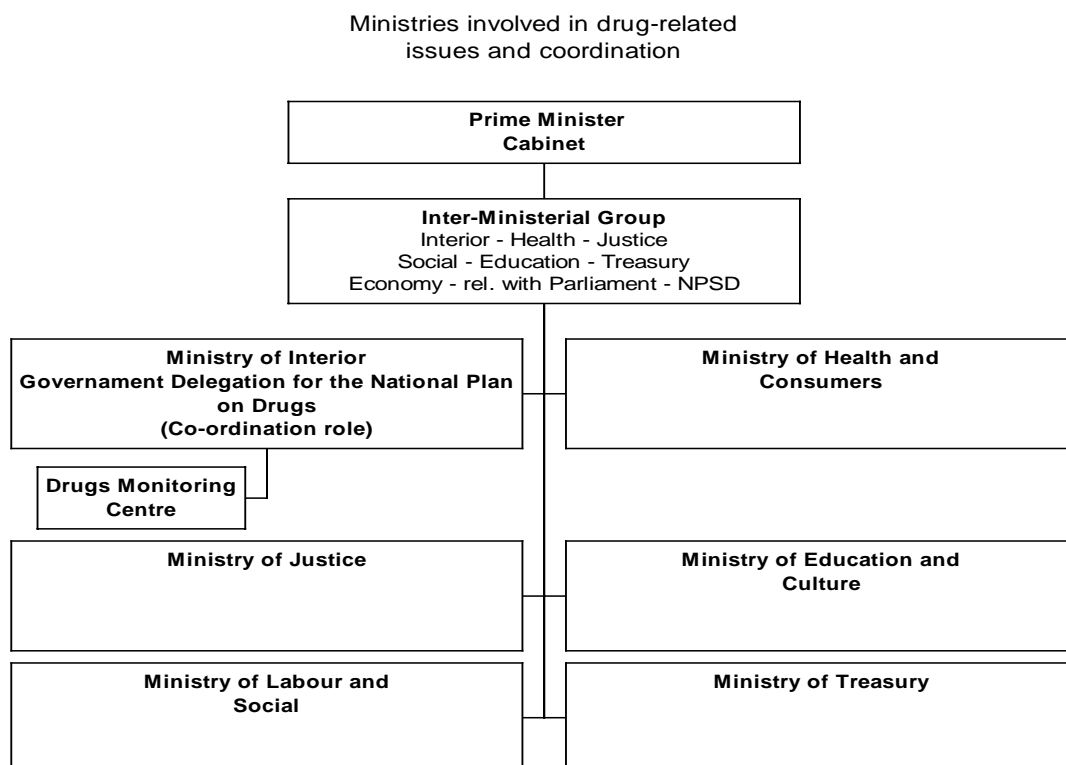 Ministries involved in drug-related
issues and coordination
Prime Minister
Cabinet
Inter-Ministerial Group
Interior - Health - Justice
Social - Education - Treasury
Economy - rel. with Parliament - NPSD
Ministry of Interior
Governament Delegation for the National Plan
on Drugs
(Co-ordination role)
Ministry of Health and
Consumers
Drugs Monitoring
Centre
Ministry of Justice
Ministry of Education and
Culture
Ministry of Labour and
Social
Ministry of Treasury